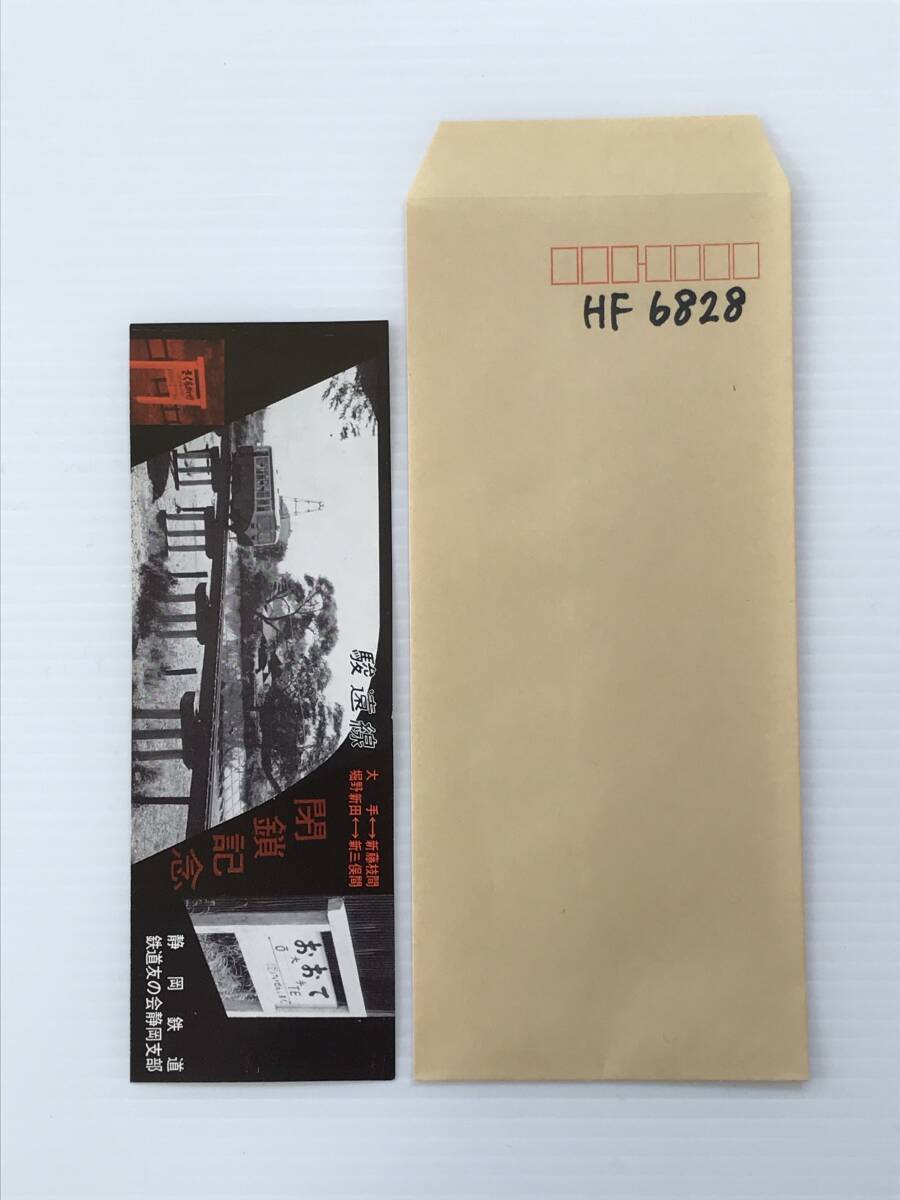 駿遠線
大手⟷新藤枝間
堀野新田⟷新三俣間
閉鎖記念
おおて
大手
静岡鉄道
鉄道友の会静岡支部
HF 6828